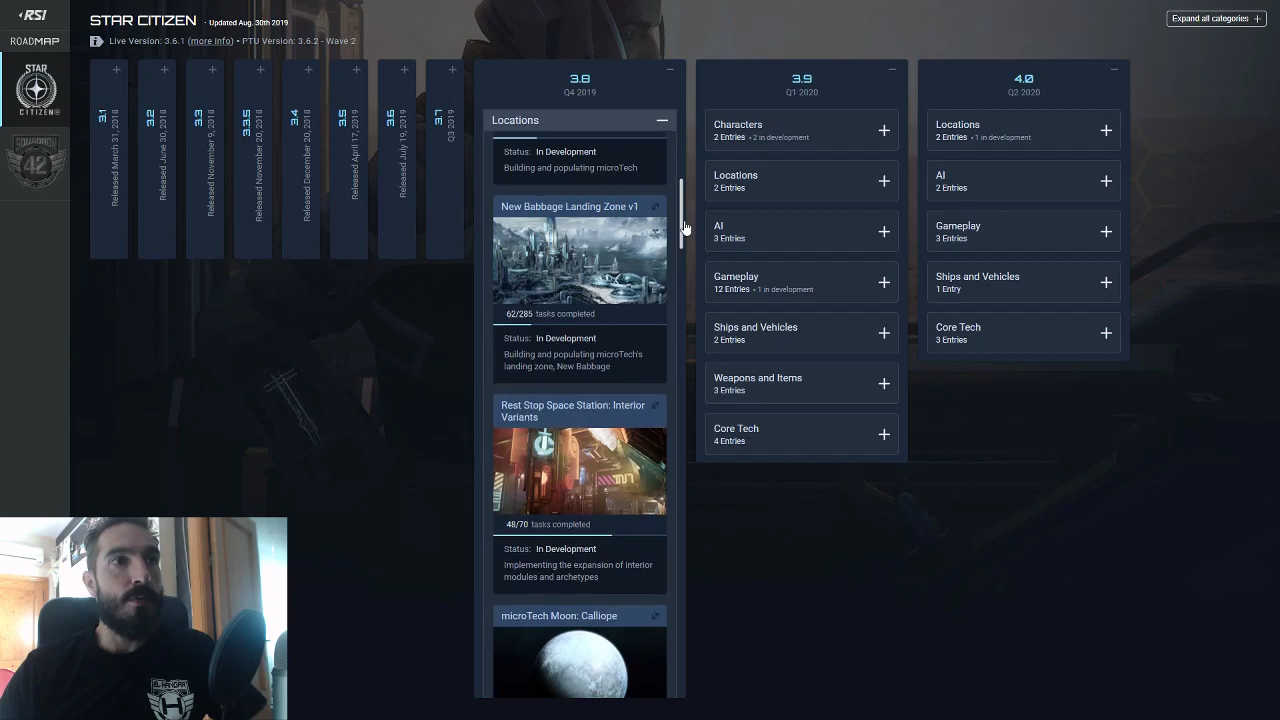 RSI
ROADMAP
STAR CITIZEN
SQUADRON 42
STAR CITIZEN • Updated Aug. 30th 2019
Live Version: 3.6.1 (more info) • PTU Version: 3.6.2 - Wave 2
Expand all categories +
3.1 Released March 31, 2018
3.2 Released June 30, 2018
3.3 Released November 9, 2018
3.3.5 Released November 20, 2018
3.4 Released December 20, 2018
3.5 Released April 17, 2019
3.6 Released July 19, 2019
3.7 Q3 2019
3.8
Q4 2019
Locations
Status: In Development
Building and populating microTech
New Babbage Landing Zone v1
62/285 tasks completed
Status: In Development
Building and populating microTech's
landing zone, New Babbage
Rest Stop Space Station: Interior
Variants
48/70 tasks completed
Status: In Development
Implementing the expansion of interior
modules and archetypes
microTech Moon: Calliope
3.9
Q1 2020
Characters
2 Entries • 2 in development
Locations
2 Entries
AI
3 Entries
Gameplay
12 Entries • 1 in development
Ships and Vehicles
2 Entries
Weapons and Items
3 Entries
Core Tech
4 Entries
4.0
Q2 2020
Locations
2 Entries • 1 in development
AI
2 Entries
Gameplay
3 Entries
Ships and Vehicles
1 Entry
Core Tech
3 Entries
EL HANGAR